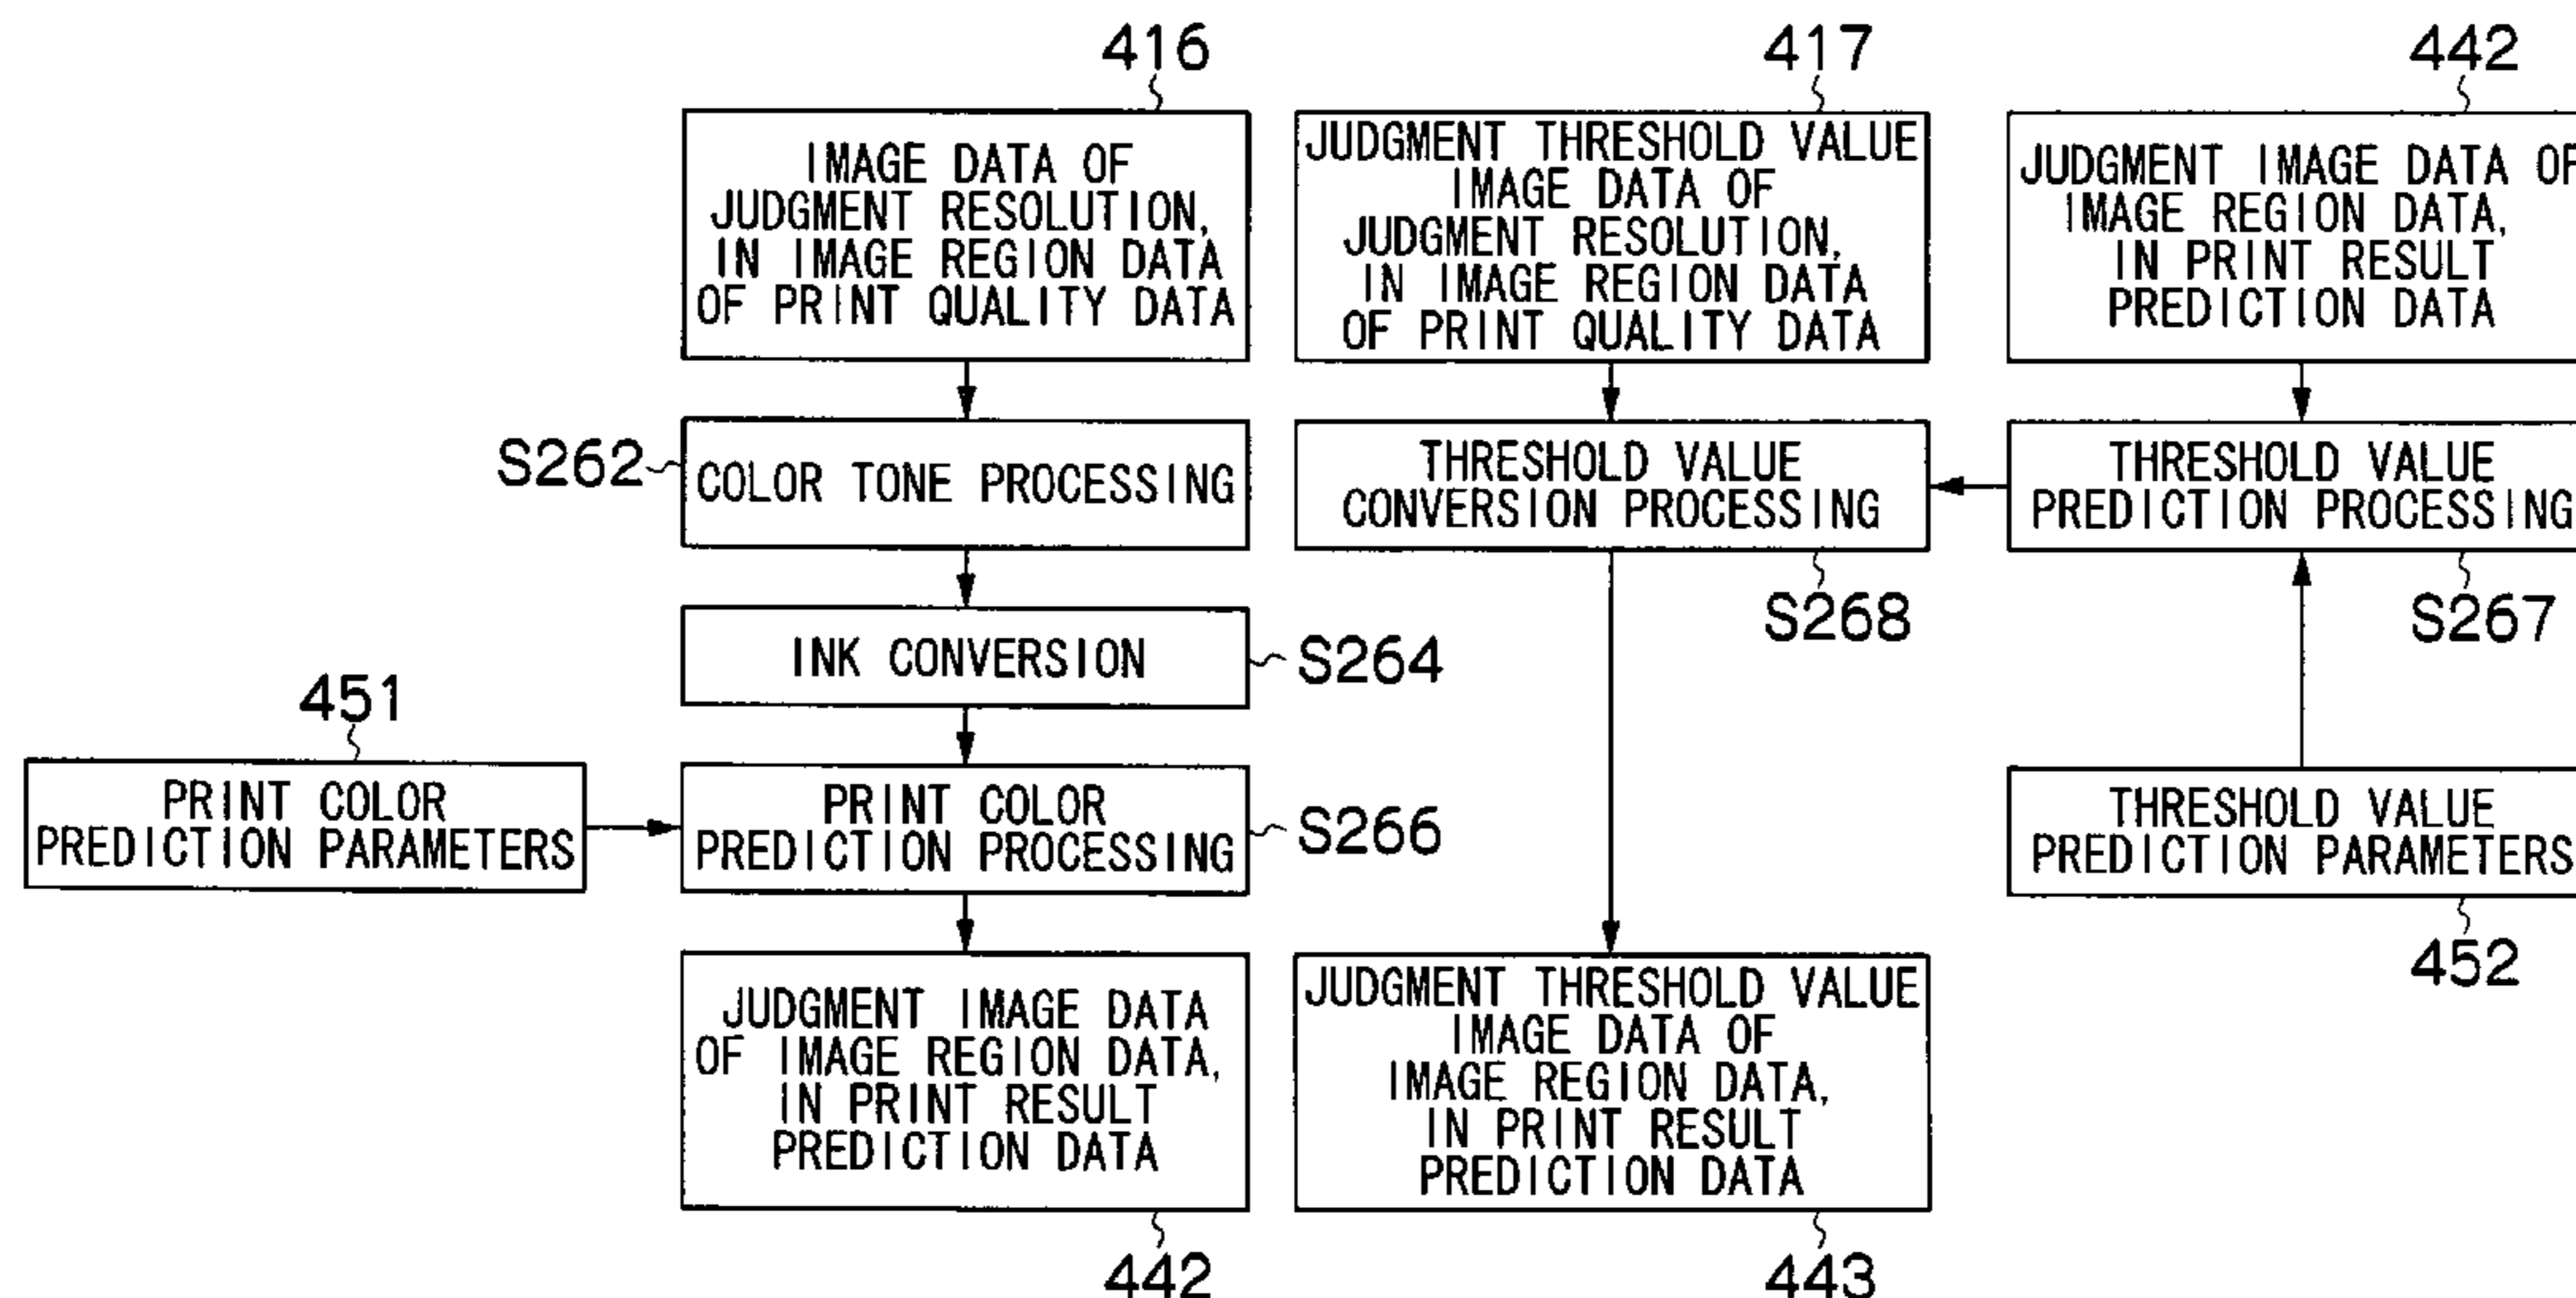 416
IMAGE DATA OF
JUDGMENT RESOLUTION,
IN IMAGE REGION DATA
OF PRINT QUALITY DATA
S262
COLOR TONE PROCESSING
INK CONVERSION
S264
451
PRINT COLOR
PREDICTION PARAMETERS
PRINT COLOR
PREDICTION PROCESSING
S266
JUDGMENT IMAGE DATA
OF IMAGE REGION DATA,
IN PRINT RESULT
PREDICTION DATA
442
417
JUDGMENT THRESHOLD VALUE
IMAGE DATA OF
JUDGMENT RESOLUTION,
IN IMAGE REGION DATA
OF PRINT QUALITY DATA
THRESHOLD VALUE
CONVERSION PROCESSING
S268
JUDGMENT THRESHOLD VALUE
IMAGE DATA OF
IMAGE REGION DATA,
IN PRINT RESULT
PREDICTION DATA
443
442
JUDGMENT IMAGE DATA OF
IMAGE REGION DATA,
IN PRINT RESULT
PREDICTION DATA
THRESHOLD VALUE
PREDICTION PROCESSING
S267
THRESHOLD VALUE
PREDICTION PARAMETERS
452